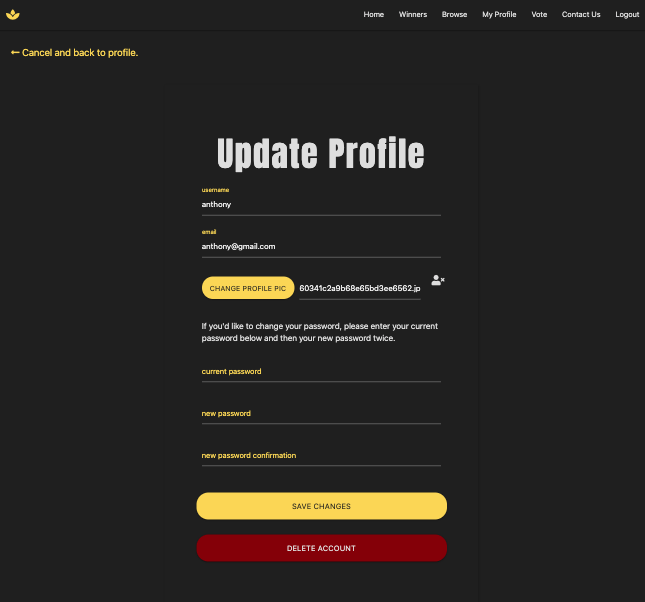 Home Winners Browse My Profile Vote Contact Us Logout
← Cancel and back to profile.
Update Profile
username
anthony
email
anthony@gmail.com
CHANGE PROFILE PIC 60341c2a9b68e65bd3ee6562.jp
If you'd like to change your password, please enter your current
password below and then your new password twice.
current password
new password
new password confirmation
SAVE CHANGES
DELETE ACCOUNT